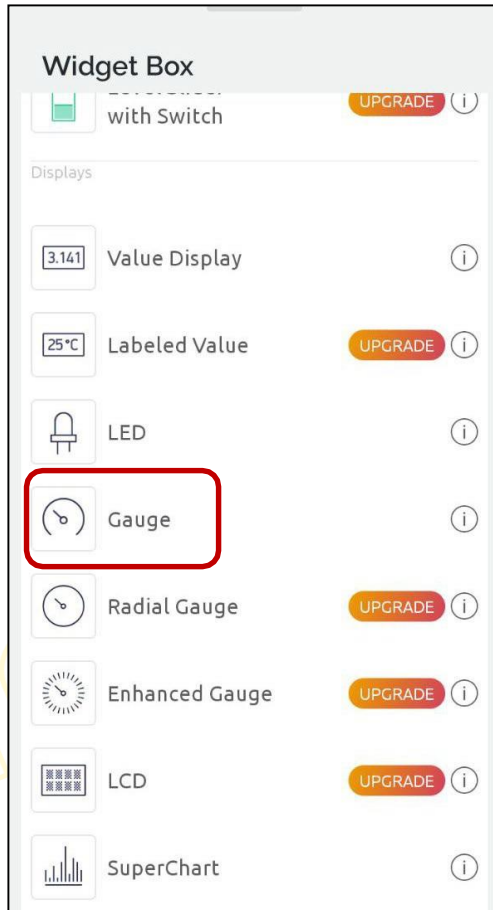 Widget Box
with Switch
UPGRADE
Displays
3.141 Value Display
25°C Labeled Value UPGRADE
LED
Gauge
Radial Gauge UPGRADE
Enhanced Gauge UPGRADE
LCD UPGRADE
SuperChart